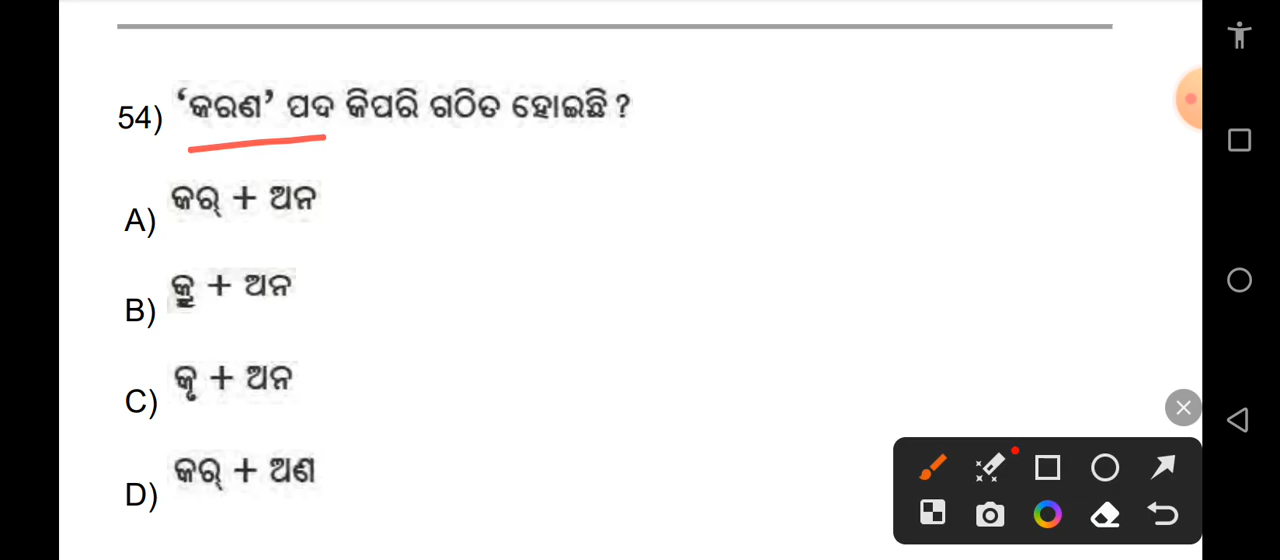 54) ‘କରଣ’ ପଦ କିପରି ଗଠିତ ହୋଇଛି ?
A) କର୍ + ଅନ
B) କ୍ରୁ + ଅନ
C) କୃ + ଅନ
D) କର୍ + ଅଣ